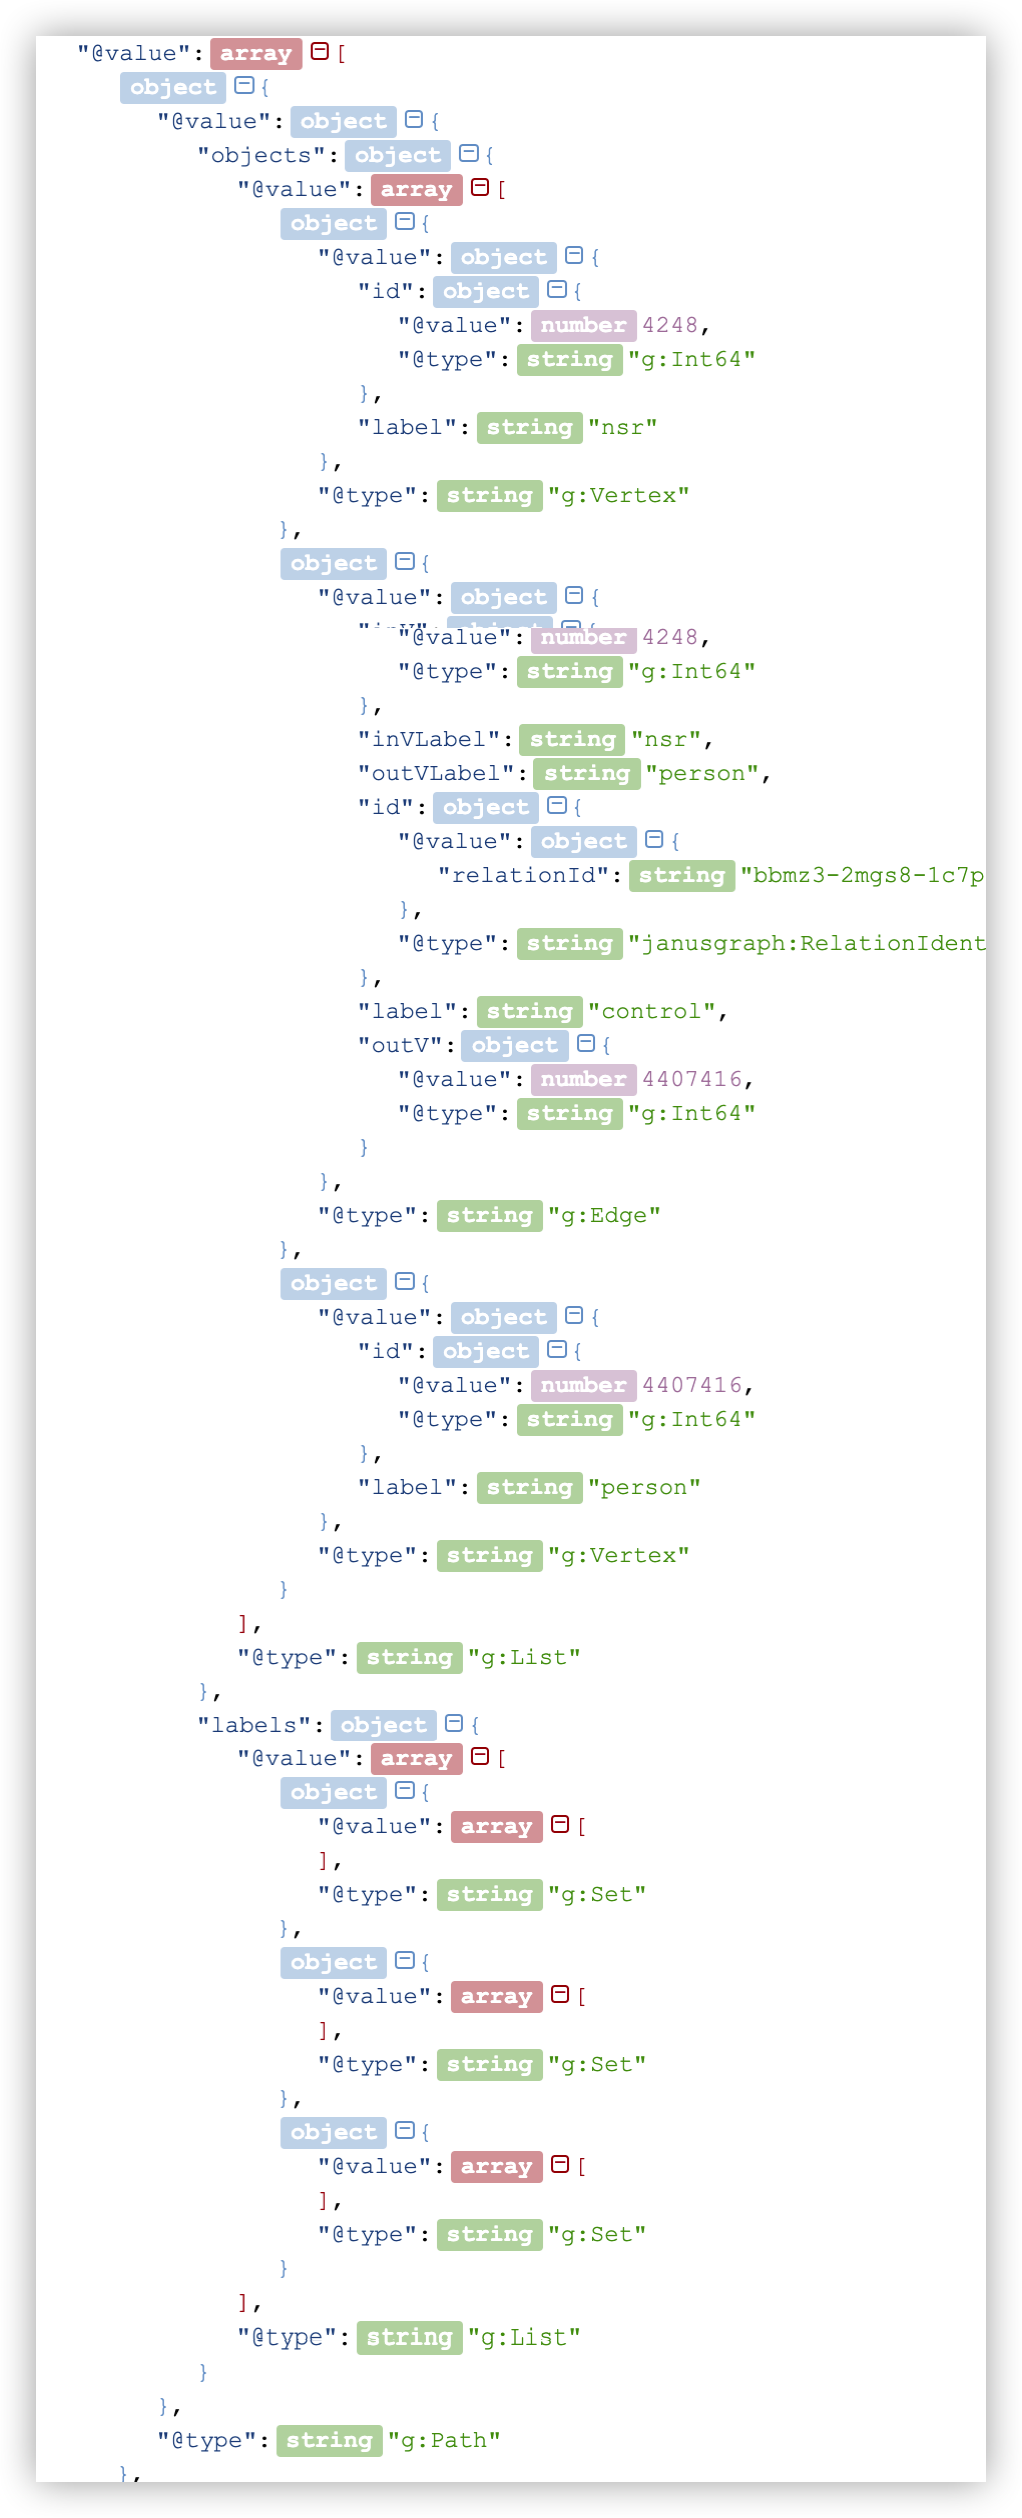 "@value": array [
object {
"@value": object {
"objects": object {
"@value": array [
object {
"@value": object {
"id": object {
"@value": number 4248,
"@type": string "g:Int64"
},
"label": string "nsr"
},
"@type": string "g:Vertex"
},
object {
"@value": object {
"inV": object {
"@value": number 4248,
"@type": string "g:Int64"
},
"inVLabel": string "nsr",
"outVLabel": string "person",
"id": object {
"@value": object {
"relationId": string "bbmz3-2mgs8-1c7p
},
"@type": string "janusgraph:RelationIdent
},
"label": string "control",
"outV": object {
"@value": number 4407416,
"@type": string "g:Int64"
}
},
"@type": string "g:Edge"
},
object {
"@value": object {
"id": object {
"@value": number 4407416,
"@type": string "g:Int64"
},
"label": string "person"
},
"@type": string "g:Vertex"
}
],
"@type": string "g:List"
},
"labels": object {
"@value": array [
object {
"@value": array [
],
"@type": string "g:Set"
},
object {
"@value": array [
],
"@type": string "g:Set"
},
object {
"@value": array [
],
"@type": string "g:Set"
}
],
"@type": string "g:List"
}
},
"@type": string "g:Path"
},